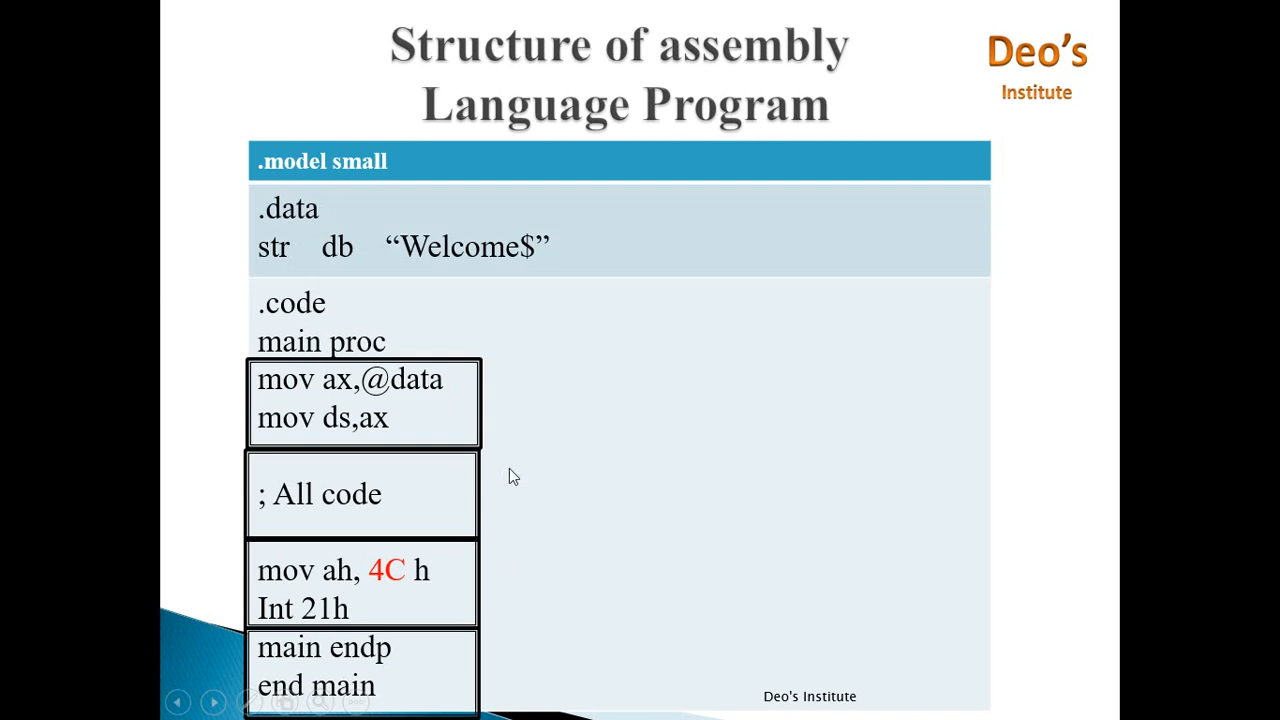 Structure of assembly
Language Program
Deo’s
Institute
.model small
.data
str db “Welcome$”
.code
main proc
mov ax,@data
mov ds,ax
; All code
mov ah, 4C h
Int 21h
main endp
end main
Deo's Institute